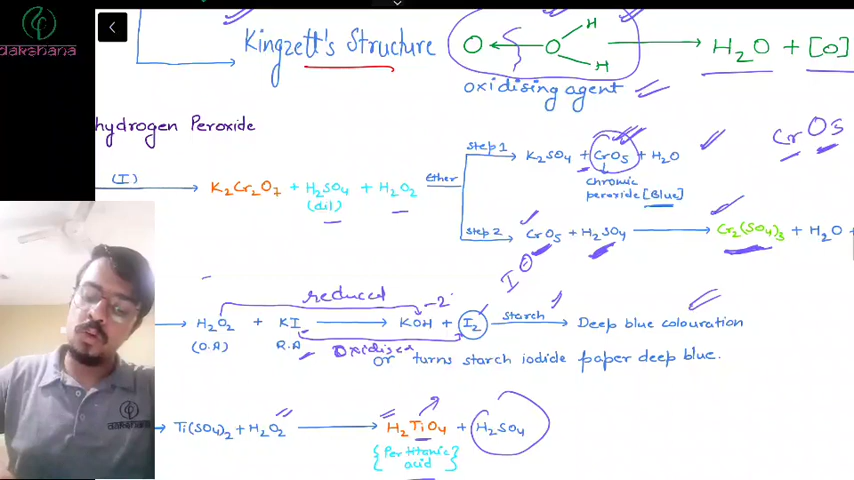 dakshana
Kingzett's Structure
O ← O H H → H2O + [O]
oxidising agent
hydrogen Peroxide
CrO5
(I) → K2Cr2O7 + H2SO4 + H2O2 Ether
(dil)
Step 1 → K2SO4 + CrO5 + H2O
chromic
peroxide [Blue]
Step 2 → CrO5 + H2SO4 → Cr2(SO4)3 + H2O +
I⊖
reduced -2
→ H2O2 + KI → KOH + I2 starch → Deep blue colouration
(O.A) R.A Oxidised
or turns starch iodide paper deep blue.
→ Ti(SO4)2 + H2O2 → H2TiO4 + H2SO4
{Per titanic
acid}
dakshana